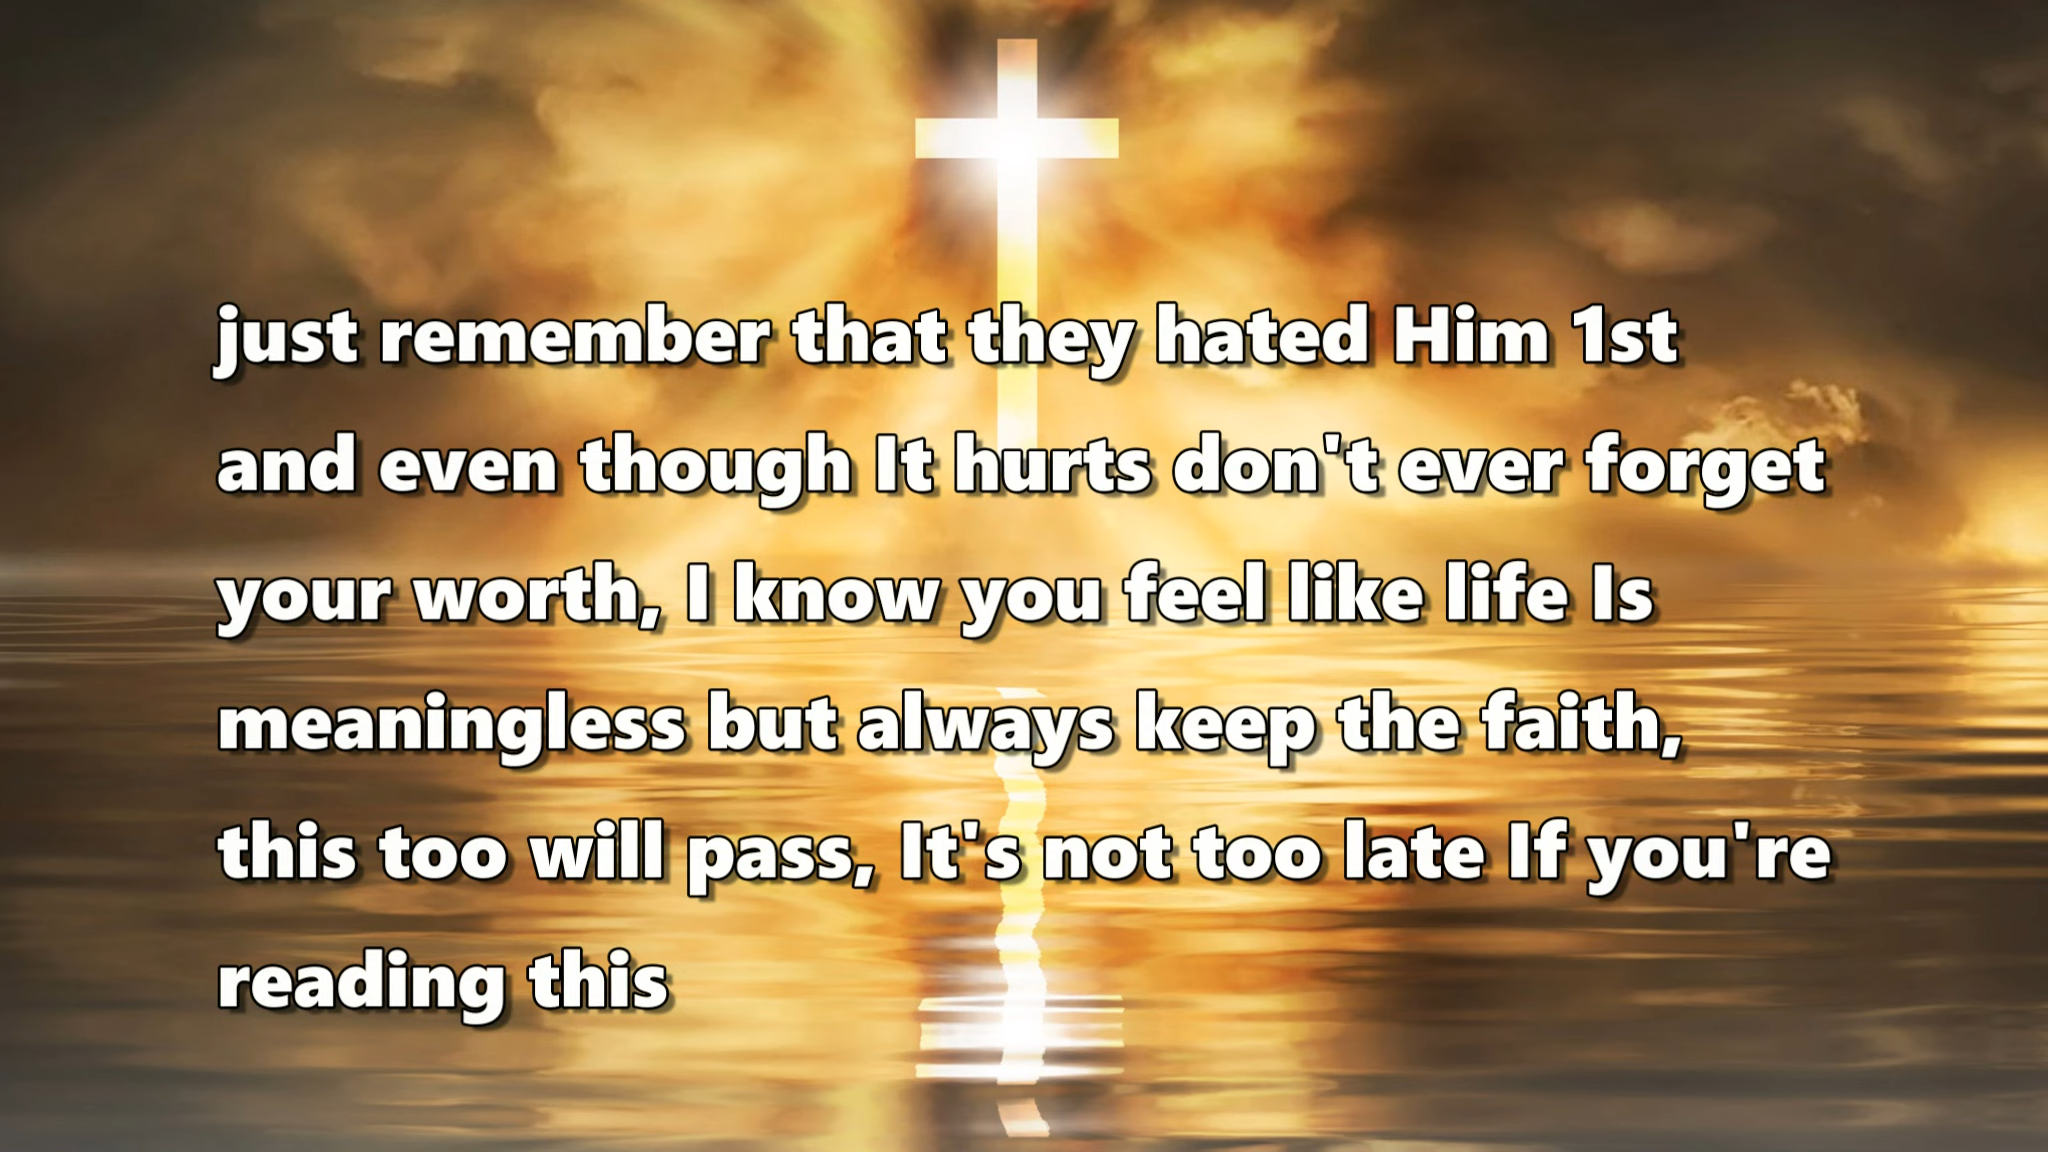 just remember that they hated Him 1st
and even though It hurts don't ever forget
your worth, I know you feel like life Is
meaningless but always keep the faith,
this too will pass, It's not too late If you're
reading this